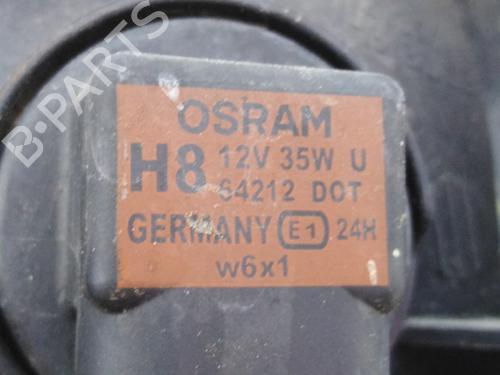 B-PARTS
OSRAM
H8 12V 35W U
64212 DOT
GERMANY E1 24H
w6x1